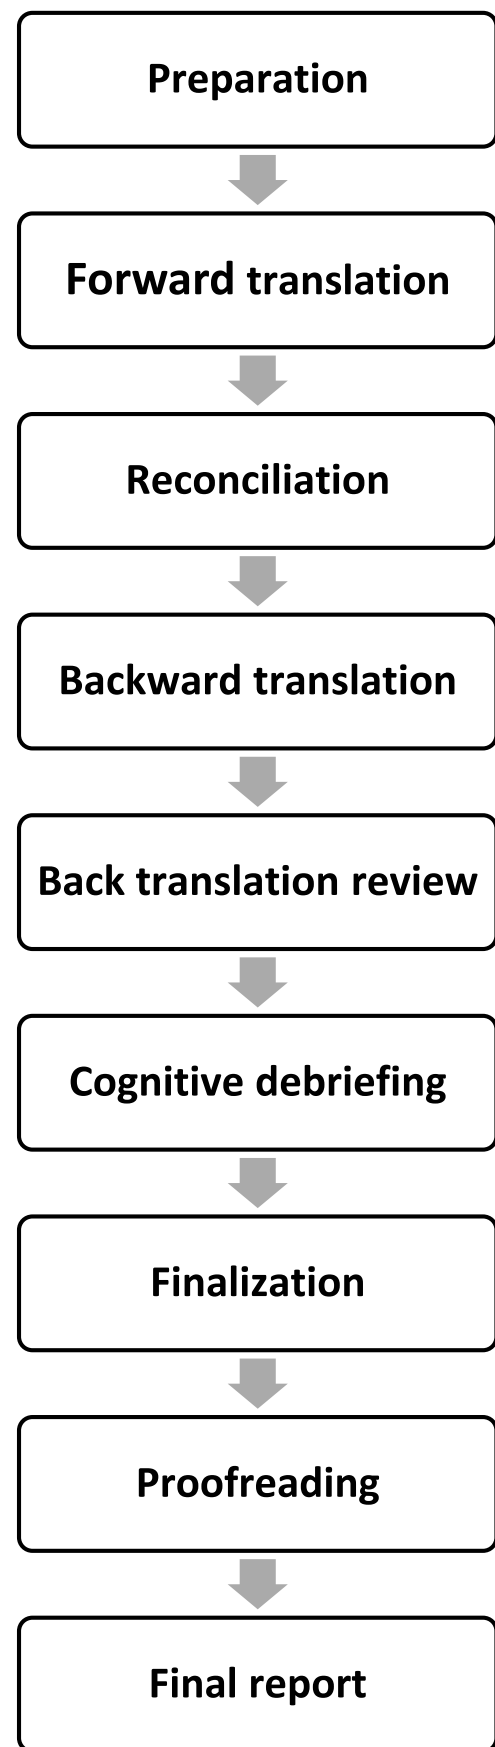 Preparation
Forward translation
Reconciliation
Backward translation
Back translation review
Cognitive debriefing
Finalization
Proofreading
Final report